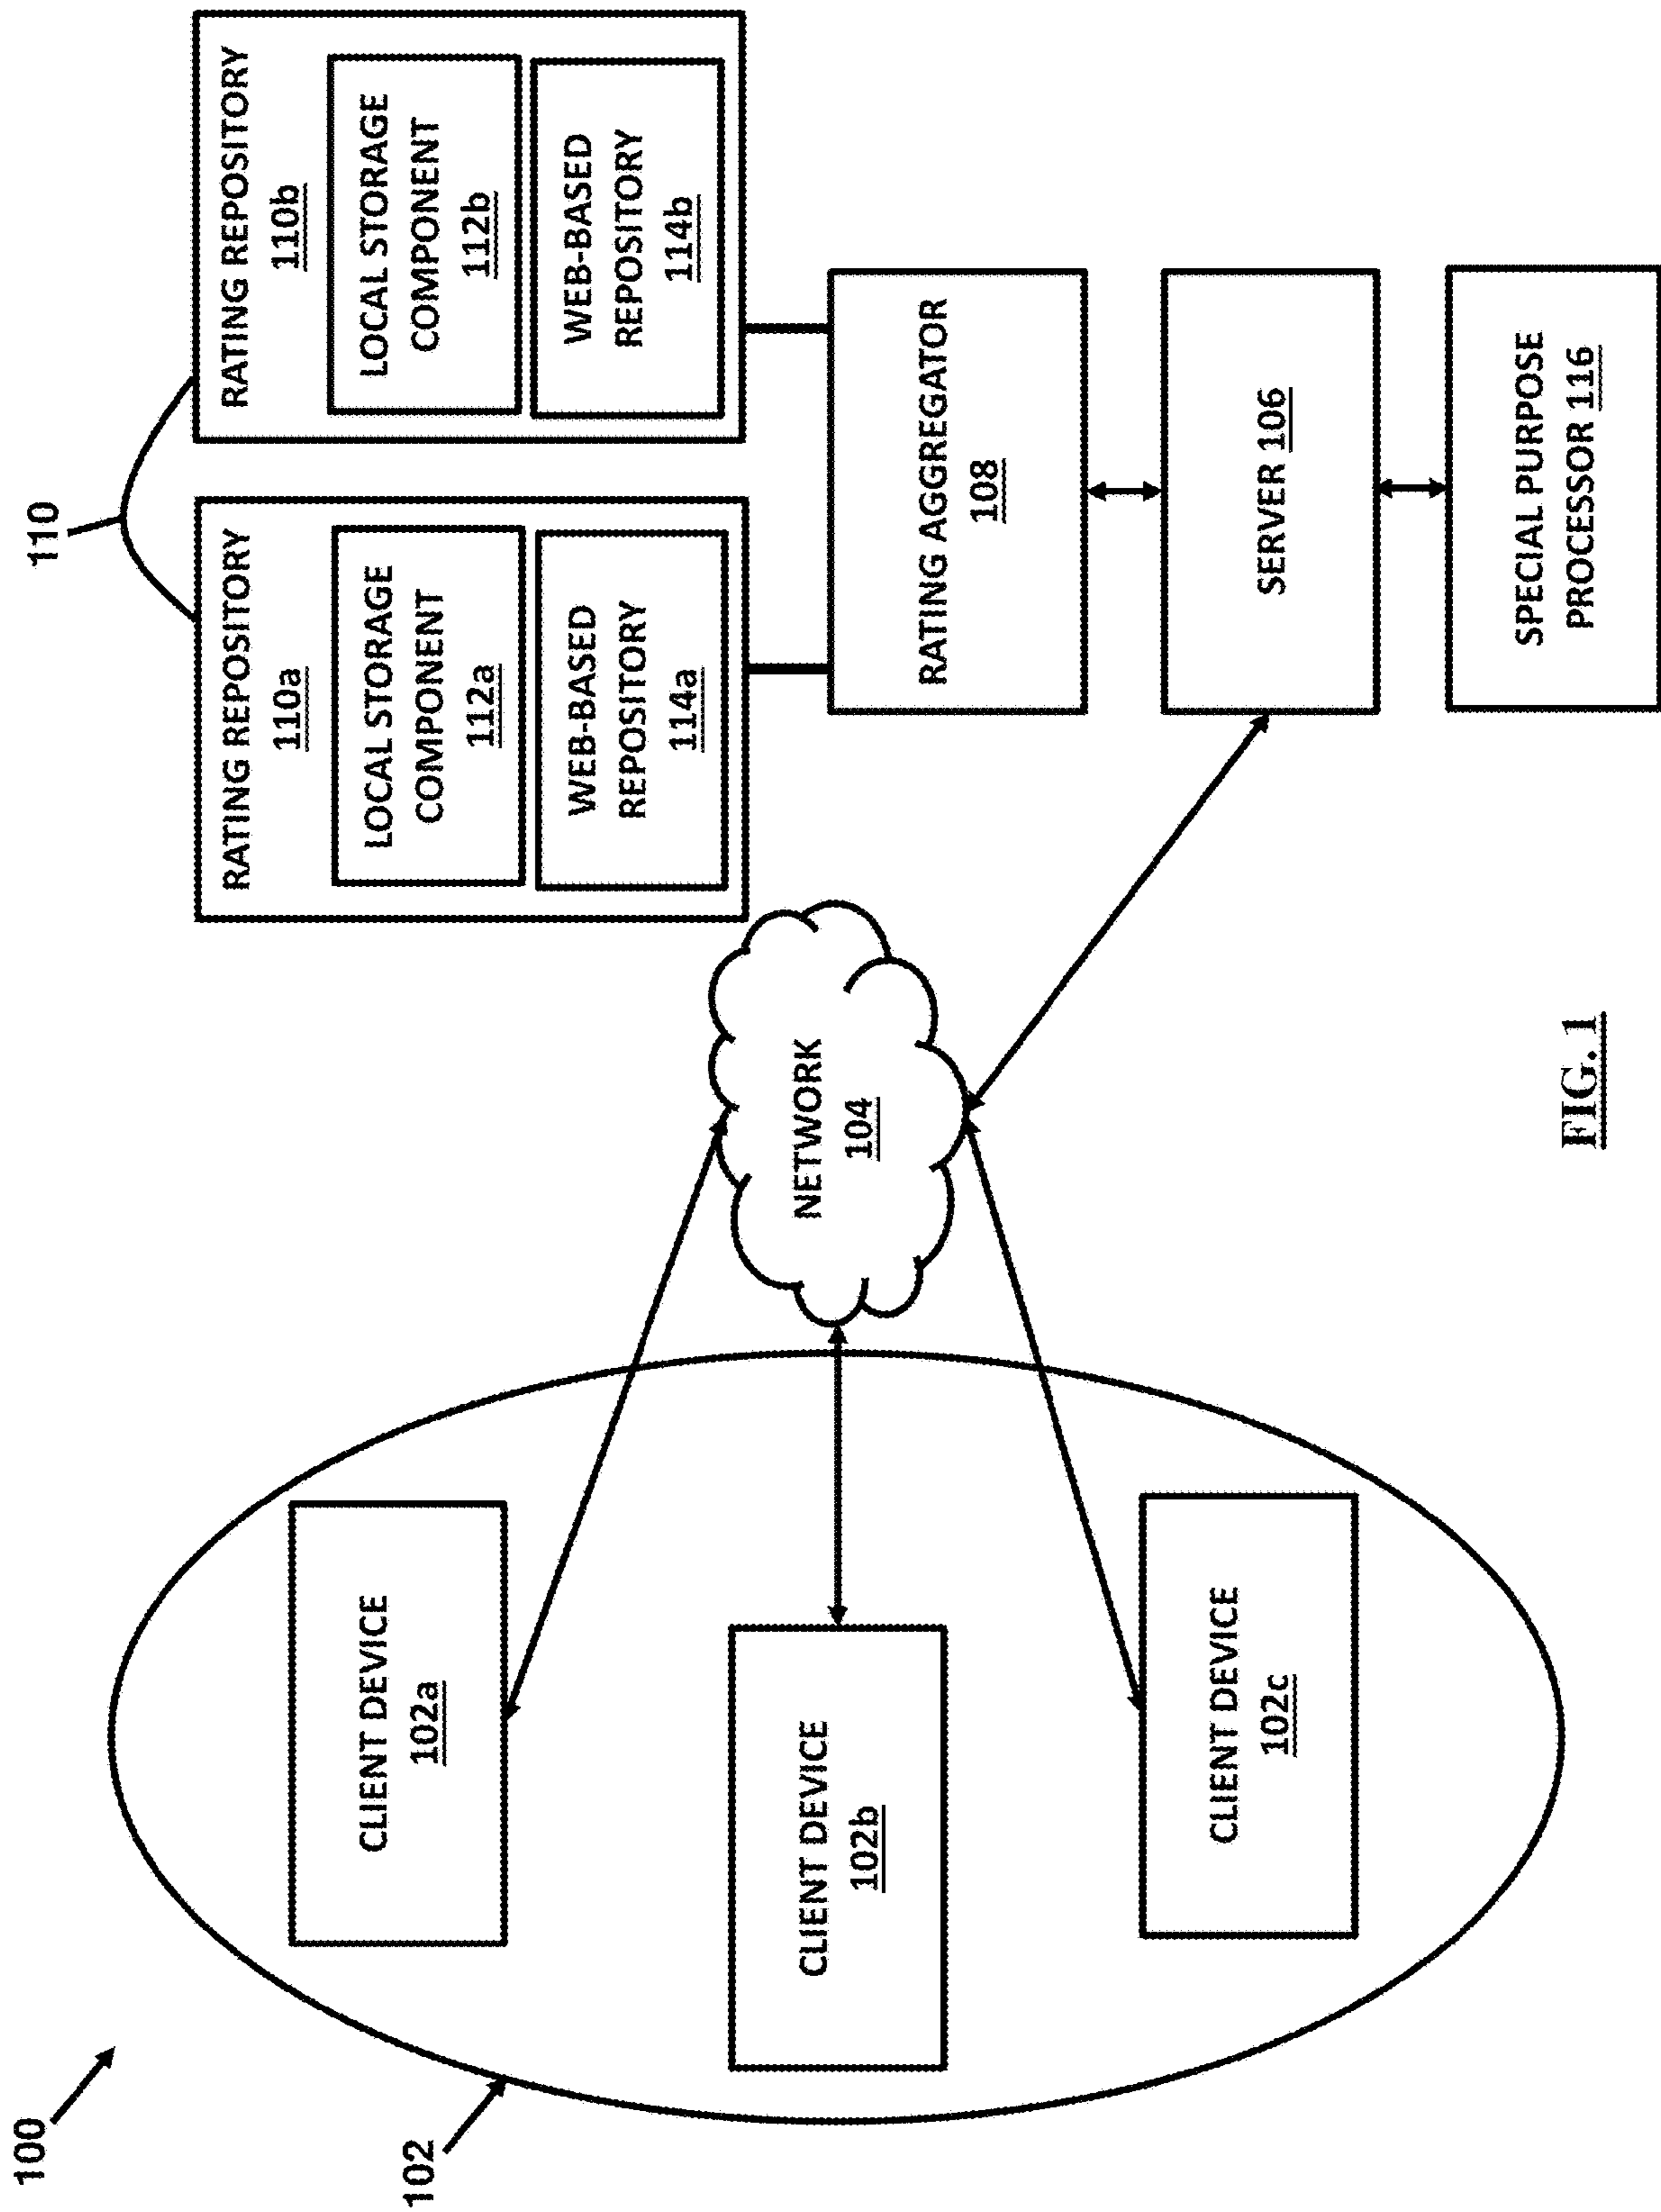 100
102
CLIENT DEVICE
102a
CLIENT DEVICE
102b
CLIENT DEVICE
102c
NETWORK
104
110
RATING REPOSITORY
110a
LOCAL STORAGE
COMPONENT
112a
WEB-BASED
REPOSITORY
114a
RATING REPOSITORY
110b
LOCAL STORAGE
COMPONENT
112b
WEB-BASED
REPOSITORY
114b
RATING AGGREGATOR
108
SERVER 106
SPECIAL PURPOSE
PROCESSOR 116
FIG. 1